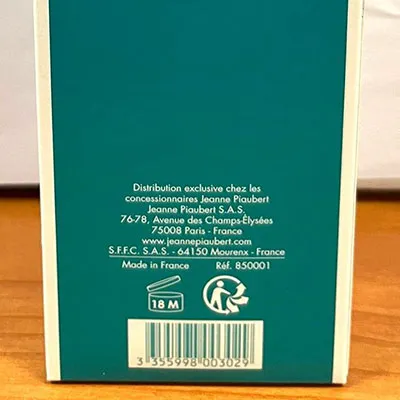 Distribution exclusive chez les
concessionnaires Jeanne Piaubert
Jeanne Piaubert S.A.S.
76-78, Avenue des Champs-Élysées
75008 Paris - France
www.jeannepiaubert.com
S.F.F.C. S.A.S. - 64150 Mourenx - France
Made in France Réf. 850001
18 M
3 355998 003029